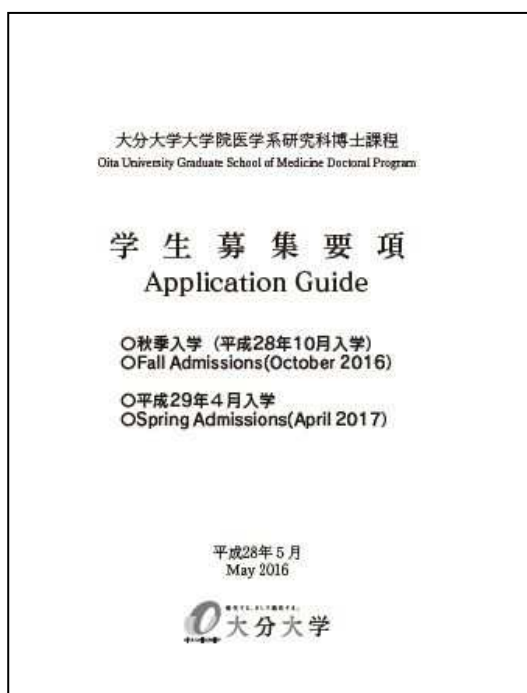 大分大学大学院医学系研究科博士課程
Oita University Graduate School of Medicine Doctoral Program
学生募集要項
Application Guide
○秋季入学（平成28年10月入学）
○Fall Admissions(October 2016)
○平成29年４月入学
○Spring Admissions(April 2017)
平成28年５月
May 2016
大分大学